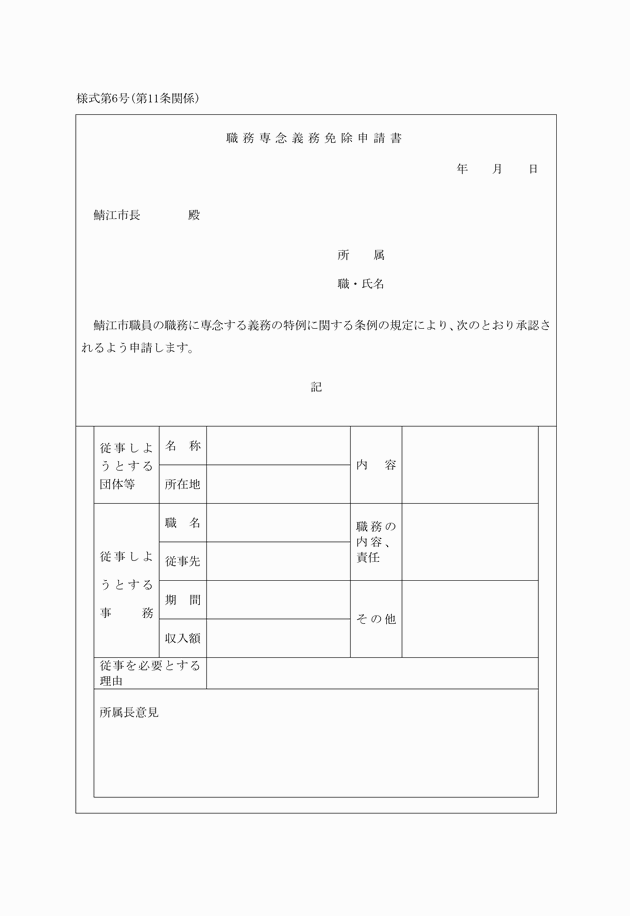 様式第6号(第11条関係)
職務専念義務免除申請書
年　月　日
鯖江市長　　　殿
所　属
職・氏名
鯖江市職員の職務に専念する義務の特例に関する条例の規定により、次のとおり承認さ
れるよう申請します。
記
従事しよ
うとする
団体等
名　称
所在地
内　容
従事しよ
うとする
事　務
職　名
従事先
期　間
収入額
職務の
内容、
責任
その他
従事を必要とする
理由
所属長意見